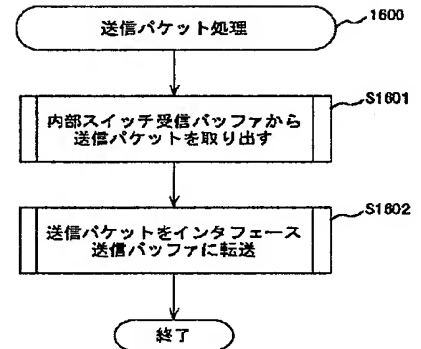 送信パケット処理
1600
内部スイッチ受信バッファから
送信パケットを取り出す
S1601
送信パケットをインタフェース
送信バッファに転送
S1602
終了